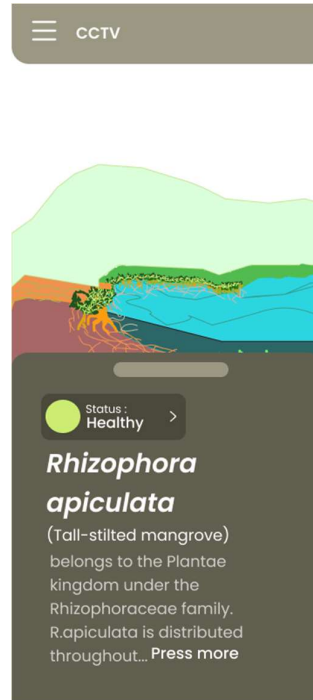 CCTV
Status :
Healthy
Rhizophora
apiculata
(Tall-stilted mangrove)
belongs to the Plantae
kingdom under the
Rhizophoraceae family.
R.apiculata is distributed
throughout... Press more